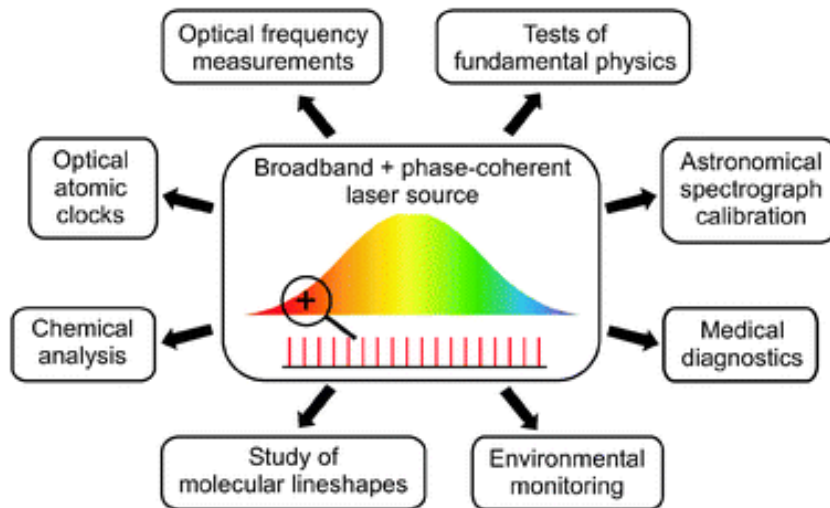 Optical frequency
measurements
Tests of
fundamental physics
Optical
atomic
clocks
Broadband + phase-coherent
laser source
Astronomical
spectrograph
calibration
Chemical
analysis
Medical
diagnostics
Study of
molecular lineshapes
Environmental
monitoring